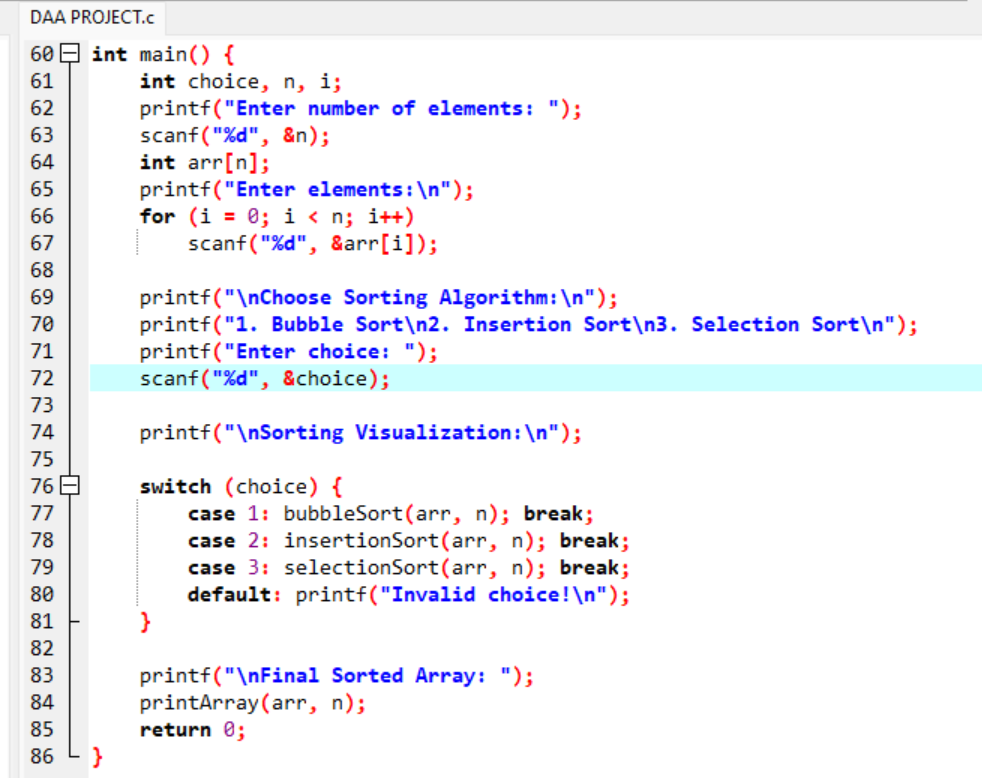 DAA PROJECT.c
60 int main() {
61     int choice, n, i;
62     printf("Enter number of elements: ");
63     scanf("%d", &n);
64     int arr[n];
65     printf("Enter elements:\n");
66     for (i = 0; i < n; i++)
67         scanf("%d", &arr[i]);
68
69     printf("\nChoose Sorting Algorithm:\n");
70     printf("1. Bubble Sort\n2. Insertion Sort\n3. Selection Sort\n");
71     printf("Enter choice: ");
72     scanf("%d", &choice);
73
74     printf("\nSorting Visualization:\n");
75
76     switch (choice) {
77         case 1: bubbleSort(arr, n); break;
78         case 2: insertionSort(arr, n); break;
79         case 3: selectionSort(arr, n); break;
80         default: printf("Invalid choice!\n");
81     }
82
83     printf("\nFinal Sorted Array: ");
84     printArray(arr, n);
85     return 0;
86 }